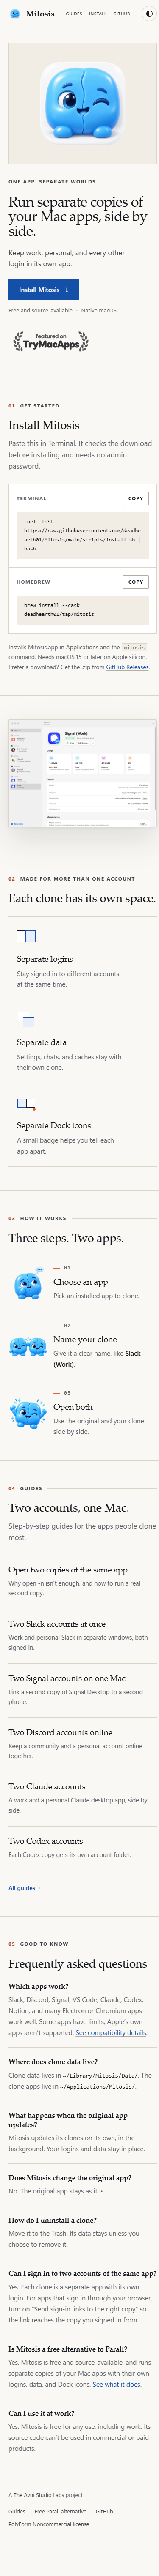 Mitosis
GUIDES
INSTALL
GITHUB
ONE APP. SEPARATE WORLDS.
Run separate copies of
your Mac apps, side by
side.
Keep work, personal, and every other
login in its own app.
Install Mitosis ↓
Free and source-available · Native macOS
featured on
TryMacApps
01 GET STARTED
Install Mitosis
Paste this in Terminal. It checks the download
before installing and needs no admin
password.
TERMINAL
COPY
curl -fsSL
https://raw.githubusercontent.com/deadhe
arth01/Mitosis/main/scripts/install.sh |
bash
HOMEBREW
COPY
brew install --cask
deadhearth01/tap/mitosis
Installs Mitosis.app in Applications and the mitosis
command. Needs macOS 15 or later on Apple silicon.
Prefer a download? Get the .zip from GitHub Releases.
Signal (Work)
02 MADE FOR MORE THAN ONE ACCOUNT
Each clone has its own space.
Separate logins
Stay signed in to different accounts
at the same time.
Separate data
Settings, chats, and caches stay with
their own clone.
Separate Dock icons
A small badge helps you tell each
app apart.
03 HOW IT WORKS
Three steps. Two apps.
01
Choose an app
Pick an installed app to clone.
02
Name your clone
Give it a clear name, like Slack
(Work).
03
Open both
Use the original and your clone
side by side.
04 GUIDES
Two accounts, one Mac.
Step-by-step guides for the apps people clone
most.
Open two copies of the same app
Why open -n isn't enough, and how to run a real
second copy.
Two Slack accounts at once
Work and personal Slack in separate windows, both
signed in.
Two Signal accounts on one Mac
Link a second copy of Signal Desktop to a second
phone.
Two Discord accounts online
Keep a community and a personal account online
together.
Two Claude accounts
A work and a personal Claude desktop app, side by
side.
Two Codex accounts
Each Codex copy gets its own account folder.
All guides→
05 GOOD TO KNOW
Frequently asked questions
Which apps work?
Slack, Discord, Signal, VS Code, Claude, Codex,
Notion, and many Electron or Chromium apps
work well. Some apps have limits; Apple's own
apps aren't supported. See compatibility details.
Where does clone data live?
Clone data lives in ~/Library/Mitosis/Data/. The
clone apps live in ~/Applications/Mitosis/.
What happens when the original app
updates?
Mitosis updates its clones on its own, in the
background. Your logins and data stay in place.
Does Mitosis change the original app?
No. The original app stays as it is.
How do I uninstall a clone?
Move it to the Trash. Its data stays unless you
choose to remove it.
Can I sign in to two accounts of the same app?
Yes. Each clone is a separate app with its own
login. For apps that sign in through your browser,
turn on "Send sign-in links to the right copy" so
the link reaches the copy you signed in from.
Is Mitosis a free alternative to Parall?
Yes. Mitosis is free and source-available, and runs
separate copies of your Mac apps with their own
logins, data, and Dock icons. See what it does.
Can I use it at work?
Yes. Mitosis is free for any use, including work. Its
source code can't be used in commercial or paid
products.
A The Avni Studio Labs project
Guides
Free Parall alternative
GitHub
PolyForm Noncommercial license